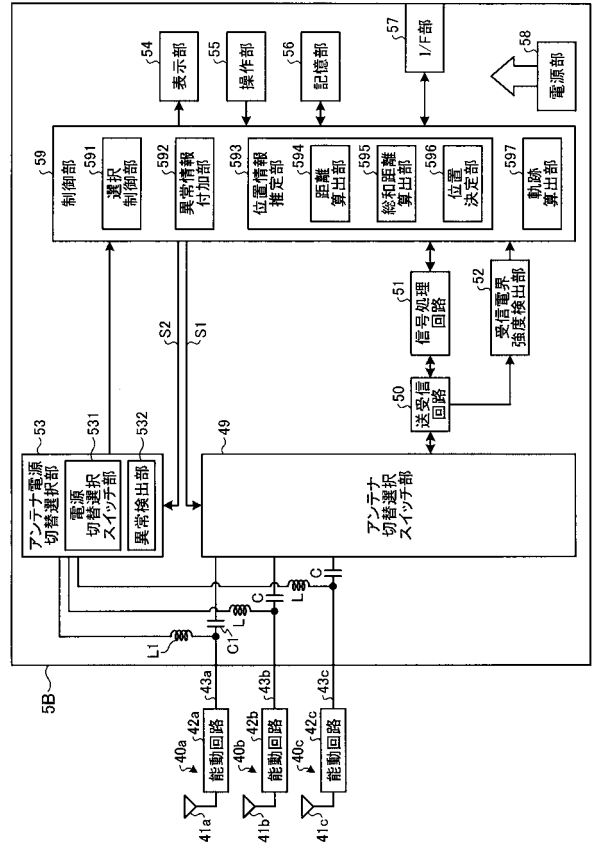 5B
41a
40a
42a
能動回路
43a
41b
40b
42b
能動回路
43b
41c
40c
42c
能動回路
43c
L1
C1
L
C
L
C
53
アンテナ電源
切替選択部
531
電源
切替選択
スイッチ部
532
異常検出部
49
アンテナ
切替選択
スイッチ部
S2
S1
50
送受信
回路
51
信号処理
回路
52
受信電界
強度検出部
59
制御部
591
選択
制御部
592
異常情報
付加部
593
位置情報
推定部
594
距離
算出部
595
総和距離
算出部
596
位置
決定部
597
軌跡
算出部
54
表示部
55
操作部
56
記憶部
57
I/F部
58
電源部